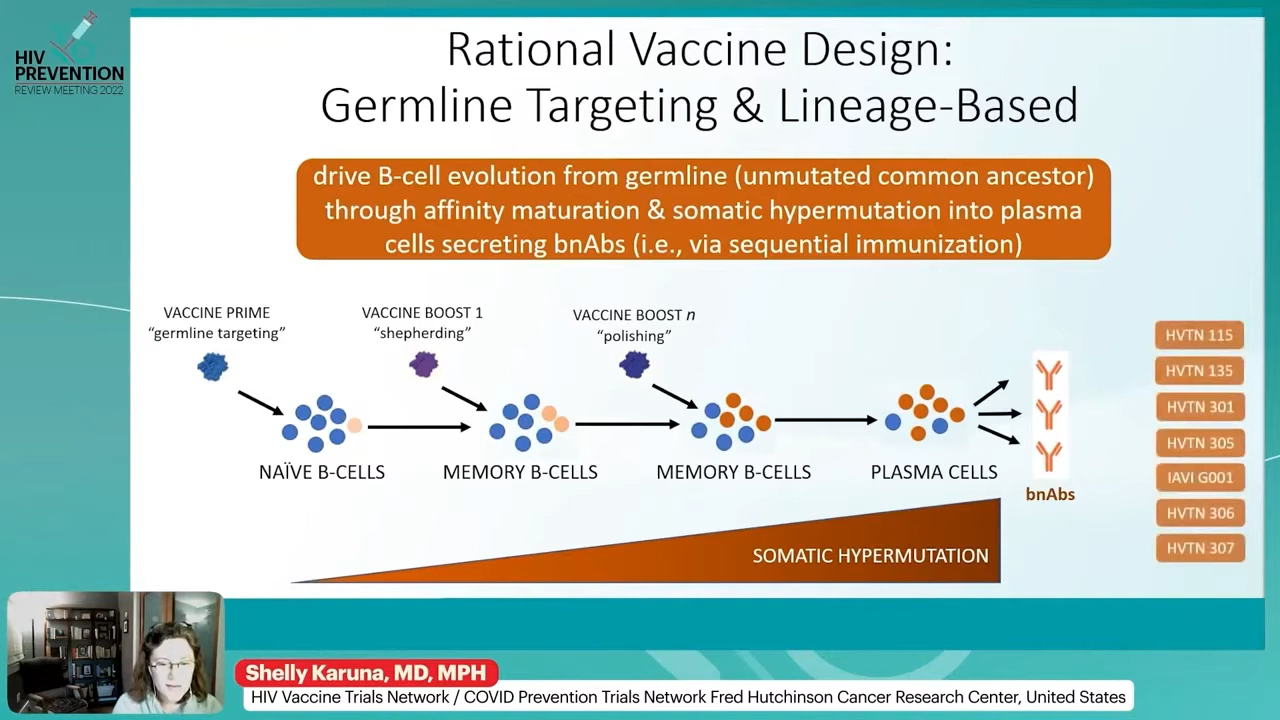 HIV
PREVENTION
REVIEW MEETING 2022
Rational Vaccine Design:
Germline Targeting & Lineage-Based
drive B-cell evolution from germline (unmutated common ancestor)
through affinity maturation & somatic hypermutation into plasma
cells secreting bnAbs (i.e., via sequential immunization)
VACCINE PRIME
“germline targeting”
VACCINE BOOST 1
“shepherding”
VACCINE BOOST n
“polishing”
NAÏVE B-CELLS
MEMORY B-CELLS
MEMORY B-CELLS
PLASMA CELLS
bnAbs
SOMATIC HYPERMUTATION
HVTN 115
HVTN 135
HVTN 301
HVTN 305
IAVI G001
HVTN 306
HVTN 307
Shelly Karuna, MD, MPH
HIV Vaccine Trials Network / COVID Prevention Trials Network Fred Hutchinson Cancer Research Center, United States